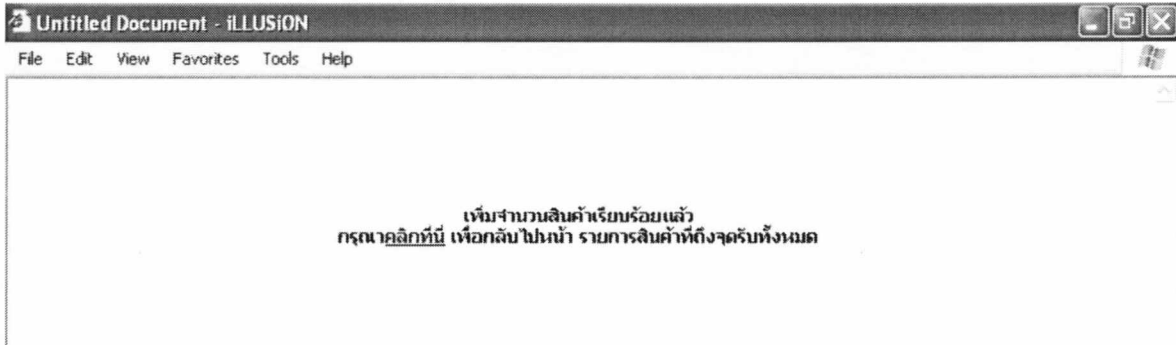 Untitled Document - iLLUSiON
File Edit View Favorites Tools Help
เพิ่มจำนวนสินค้าเรียบร้อยแล้ว
กรุณาคลิกที่นี่ เพื่อกลับไปหน้า รายการสินค้าที่ถึงจุดรับทั้งหมด